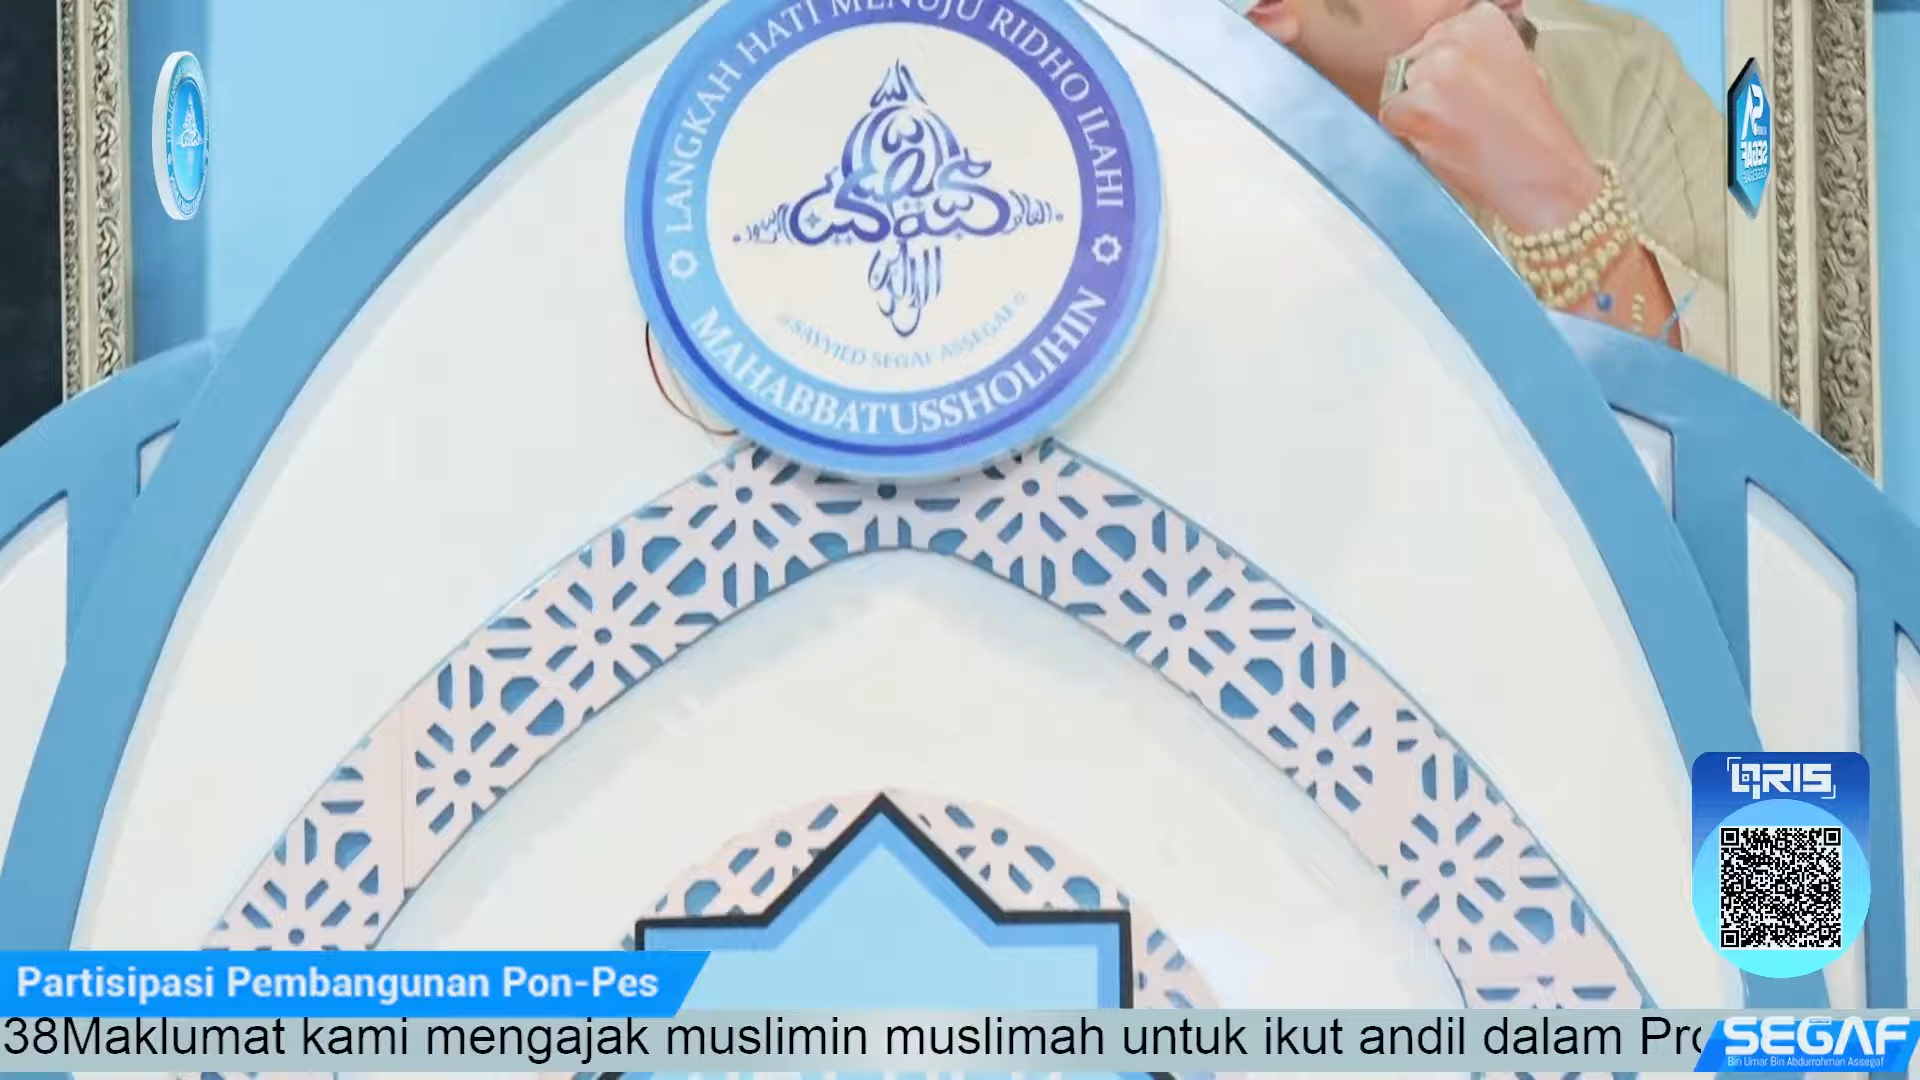 LANGKAH HATI MENUJU RIDHO ILAHI
SAYYIED SEGAF ASSEGAF
MAHABBATUSSHOLIHIN
QRIS
Partisipasi Pembangunan Pon-Pes
38Maklumat kami mengajak muslimin muslimah untuk ikut andil dalam Pro
SEGAF
Bin Umar Bin Abdurrohman Assegaf